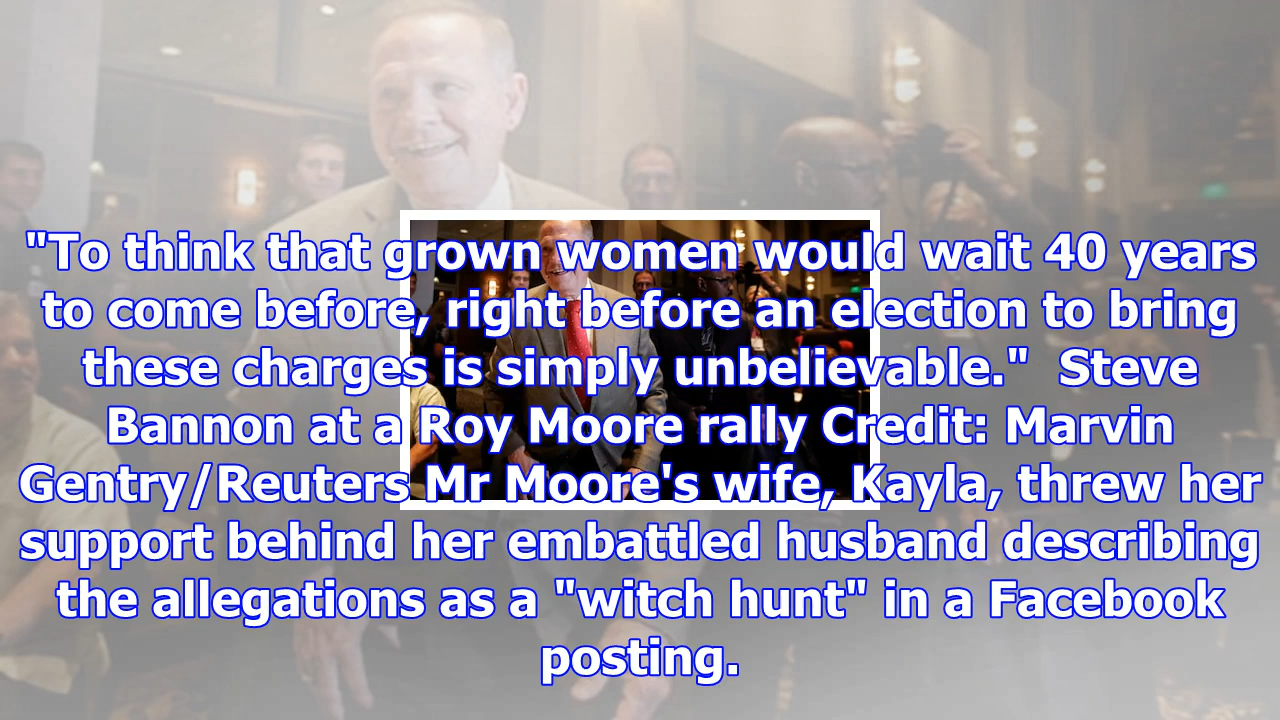 "To think that grown women would wait 40 years
to come before, right before an election to bring
these charges is simply unbelievable."  Steve
Bannon at a Roy Moore rally Credit: Marvin
Gentry/Reuters Mr Moore's wife, Kayla, threw her
support behind her embattled husband describing
the allegations as a "witch hunt" in a Facebook
posting.